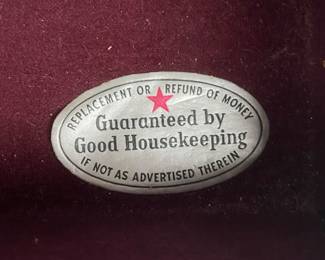 REPLACEMENT OR REFUND OF MONEY
Guaranteed by
Good Housekeeping
IF NOT AS ADVERTISED THEREIN